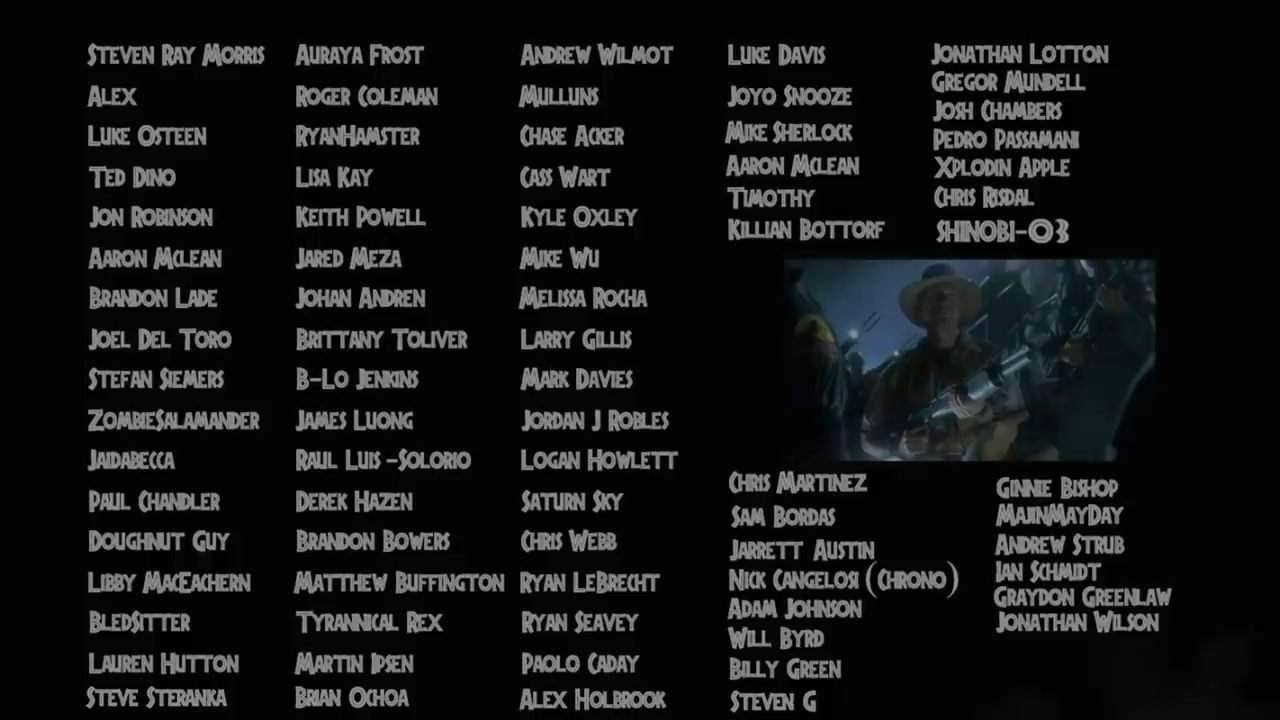 Steven Ray Morris
Alex
Luke Osteen
Ted Dino
Jon Robinson
Aaron Mclean
Brandon Lade
Joel Del Toro
Stefan Siemers
ZombieSalamander
Jaidabecca
Paul Chandler
Doughnut Guy
Libby MacEachern
BledSitter
Lauren Hutton
Steve Steranka
Auraya Frost
Roger Coleman
RyanHamster
Lisa Kay
Keith Powell
Jared Meza
Johan Andren
Brittany Toliver
B-Lo Jenkins
James Luong
Raul Luis -Solorio
Derek Hazen
Brandon Bowers
Matthew Buffington
Tyrannical Rex
Martin Ipsen
Brian Ochoa
Andrew Wilmot
Mulluns
Chase Acker
Cass Wart
Kyle Oxley
Mike Wu
Melissa Rocha
Larry Gillis
Mark Davies
Jordan J Robles
Logan Howlett
Saturn Sky
Chris Webb
Ryan LeBrecht
Ryan Seavey
Paolo Caday
Alex Holbrook
Luke Davis
Joyo Snooze
Mike Sherlock
Aaron Mclean
Timothy
Killian Bottorf
Jonathan Lotton
Gregor Mundell
Josh Chambers
Pedro Passamani
Xplodin Apple
Chris Risdal
SHINOBI-03
Chris Martinez
Sam Bordas
Jarrett Austin
Nick Cangelosi (Chrono)
Adam Johnson
Will Byrd
Billy Green
Steven G
Ginnie Bishop
MajinMayDay
Andrew Strub
Ian Schmidt
Graydon Greenlaw
Jonathan Wilson